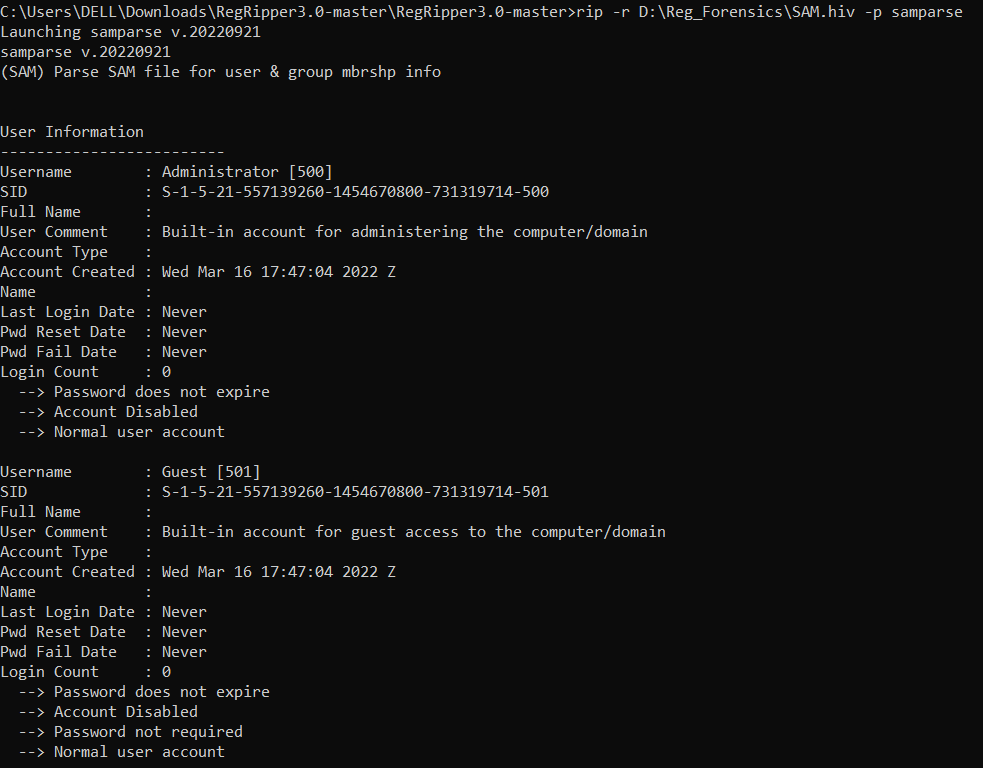 C:\Users\DELL\Downloads\RegRipper3.0-master\RegRipper3.0-master>rip -r D:\Reg_Forensics\SAM.hiv -p samparse
Launching samparse v.20220921
samparse v.20220921
(SAM) Parse SAM file for user & group mbrshp info
User Information
-------------------------
Username        : Administrator [500]
SID             : S-1-5-21-557139260-1454670800-731319714-500
Full Name       :
User Comment    : Built-in account for administering the computer/domain
Account Type    :
Account Created : Wed Mar 16 17:47:04 2022 Z
Name            :
Last Login Date : Never
Pwd Reset Date  : Never
Pwd Fail Date   : Never
Login Count     : 0
  --> Password does not expire
  --> Account Disabled
  --> Normal user account
Username        : Guest [501]
SID             : S-1-5-21-557139260-1454670800-731319714-501
Full Name       :
User Comment    : Built-in account for guest access to the computer/domain
Account Type    :
Account Created : Wed Mar 16 17:47:04 2022 Z
Name            :
Last Login Date : Never
Pwd Reset Date  : Never
Pwd Fail Date   : Never
Login Count     : 0
  --> Password does not expire
  --> Account Disabled
  --> Password not required
  --> Normal user account